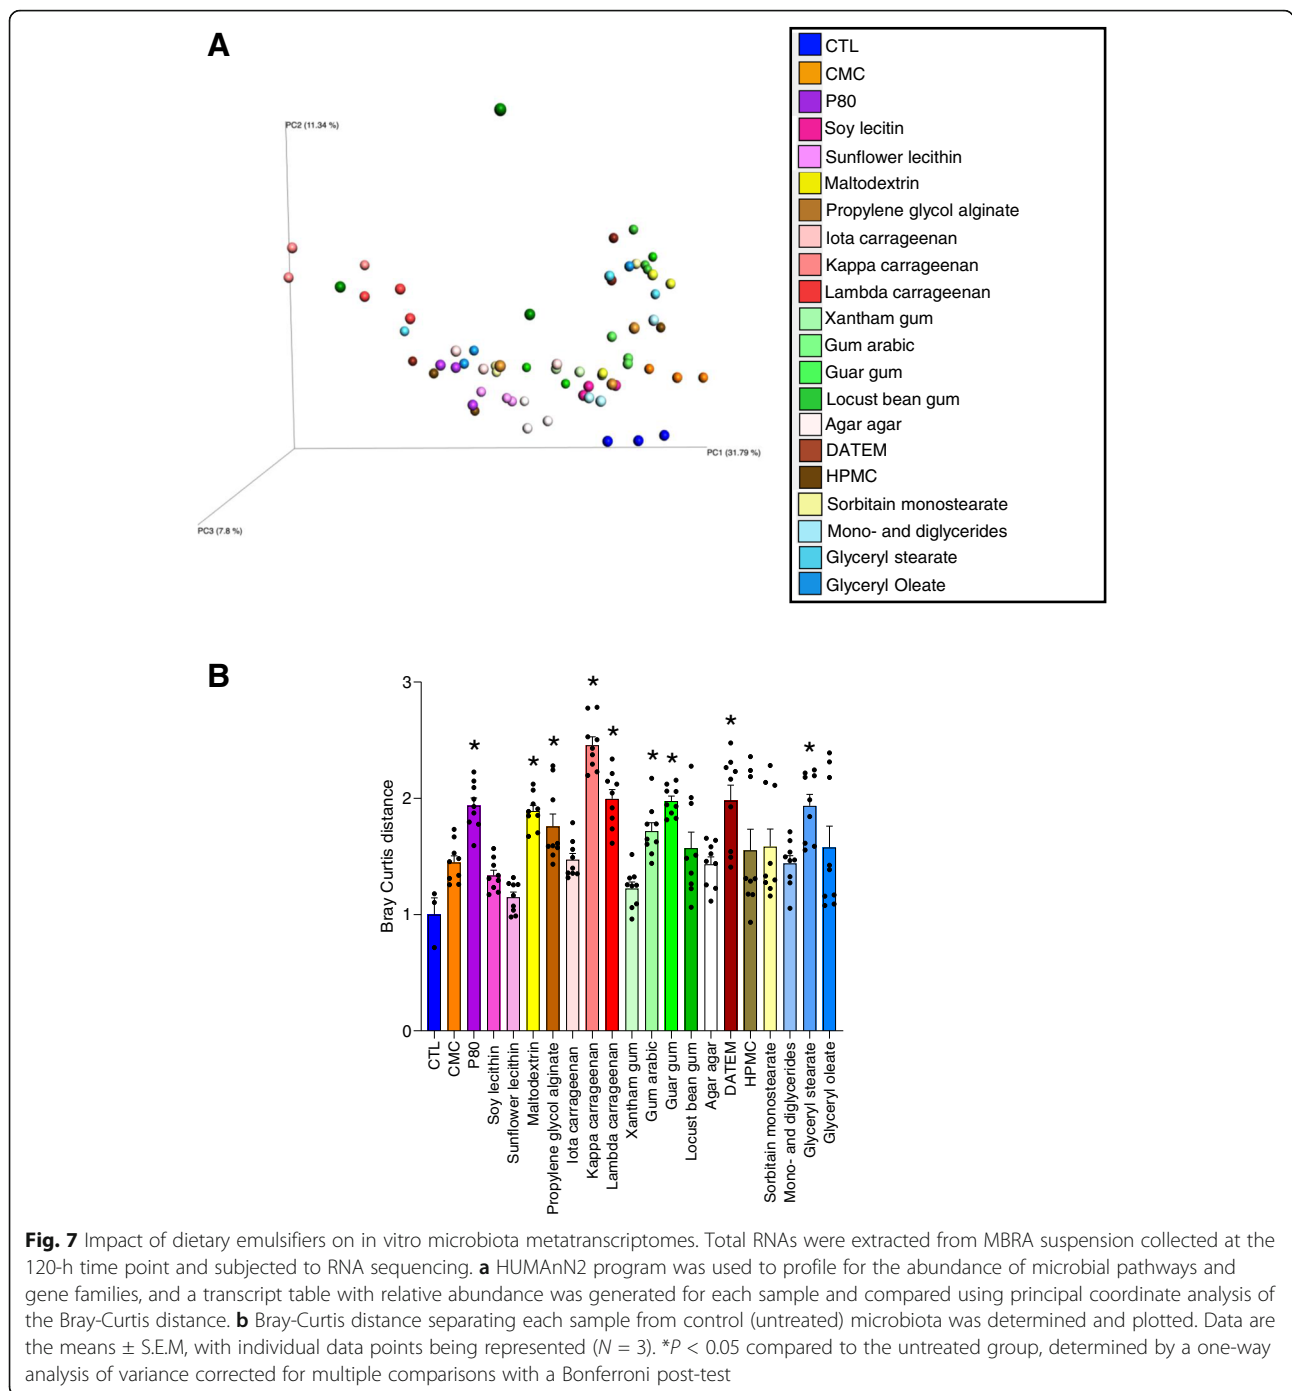 A
PC2 (11.34 %)
PC1 (31.79 %)
PC3 (7.8 %)
CTL
CMC
P80
Soy lecitin
Sunflower lecithin
Maltodextrin
Propylene glycol alginate
Iota carrageenan
Kappa carrageenan
Lambda carrageenan
Xantham gum
Gum arabic
Guar gum
Locust bean gum
Agar agar
DATEM
HPMC
Sorbitain monostearate
Mono- and diglycerides
Glyceryl stearate
Glyceryl Oleate
B
Bray Curtis distance
3
2
1
0
* * * * * * * * *
CTL
CMC
P80
Soy lecithin
Sunflower lecithin
Maltodextrin
Propylene glycol alginate
Iota carrageenan
Kappa carrageenan
Lambda carrageenan
Xantham gum
Gum arabic
Guar gum
Locust bean gum
Agar agar
DATEM
HPMC
Sorbitain monostearate
Mono- and diglycerides
Glyceryl stearate
Glyceryl oleate
Fig. 7 Impact of dietary emulsifiers on in vitro microbiota metatranscriptomes. Total RNAs were extracted from MBRA suspension collected at the
120-h time point and subjected to RNA sequencing. a HUMAnN2 program was used to profile for the abundance of microbial pathways and
gene families, and a transcript table with relative abundance was generated for each sample and compared using principal coordinate analysis of
the Bray-Curtis distance. b Bray-Curtis distance separating each sample from control (untreated) microbiota was determined and plotted. Data are
the means ± S.E.M, with individual data points being represented (N = 3). *P < 0.05 compared to the untreated group, determined by a one-way
analysis of variance corrected for multiple comparisons with a Bonferroni post-test